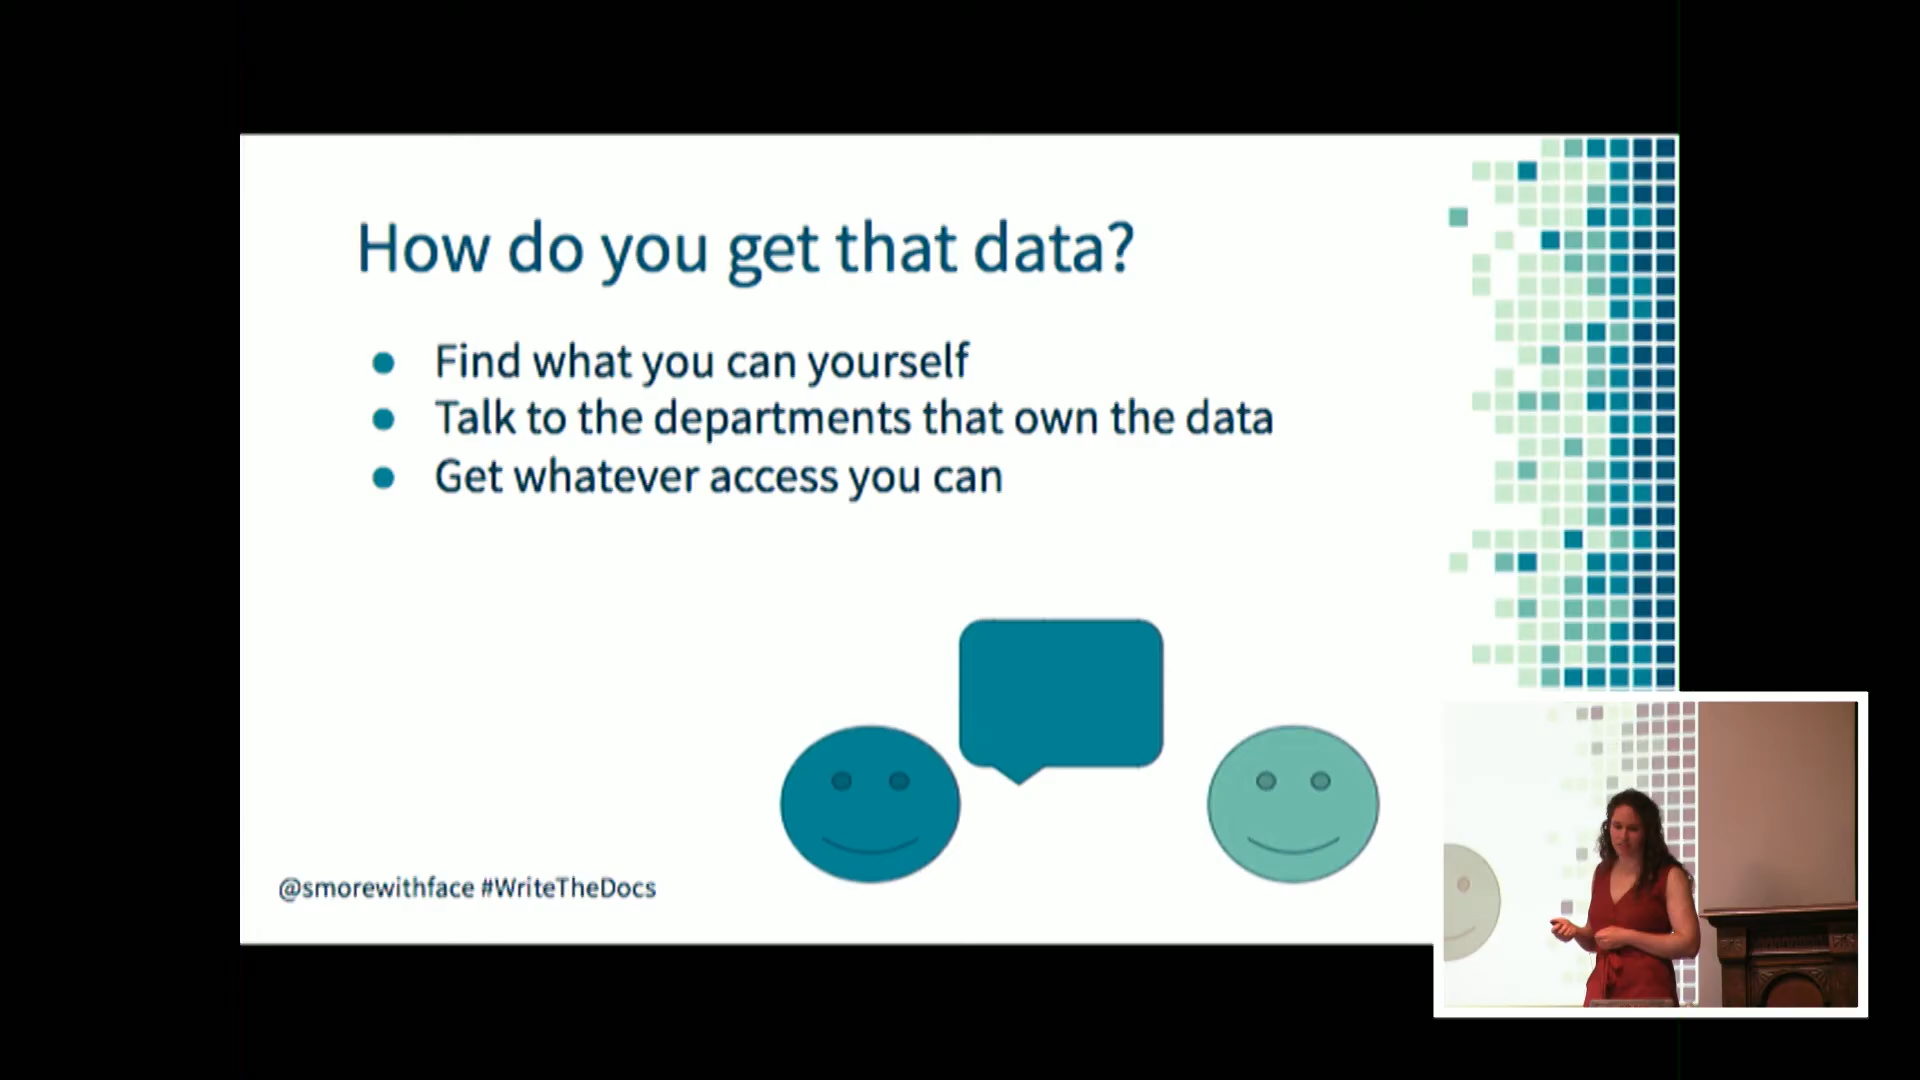 How do you get that data?
Find what you can yourself
Talk to the departments that own the data
Get whatever access you can
@smorewithface #WriteTheDocs